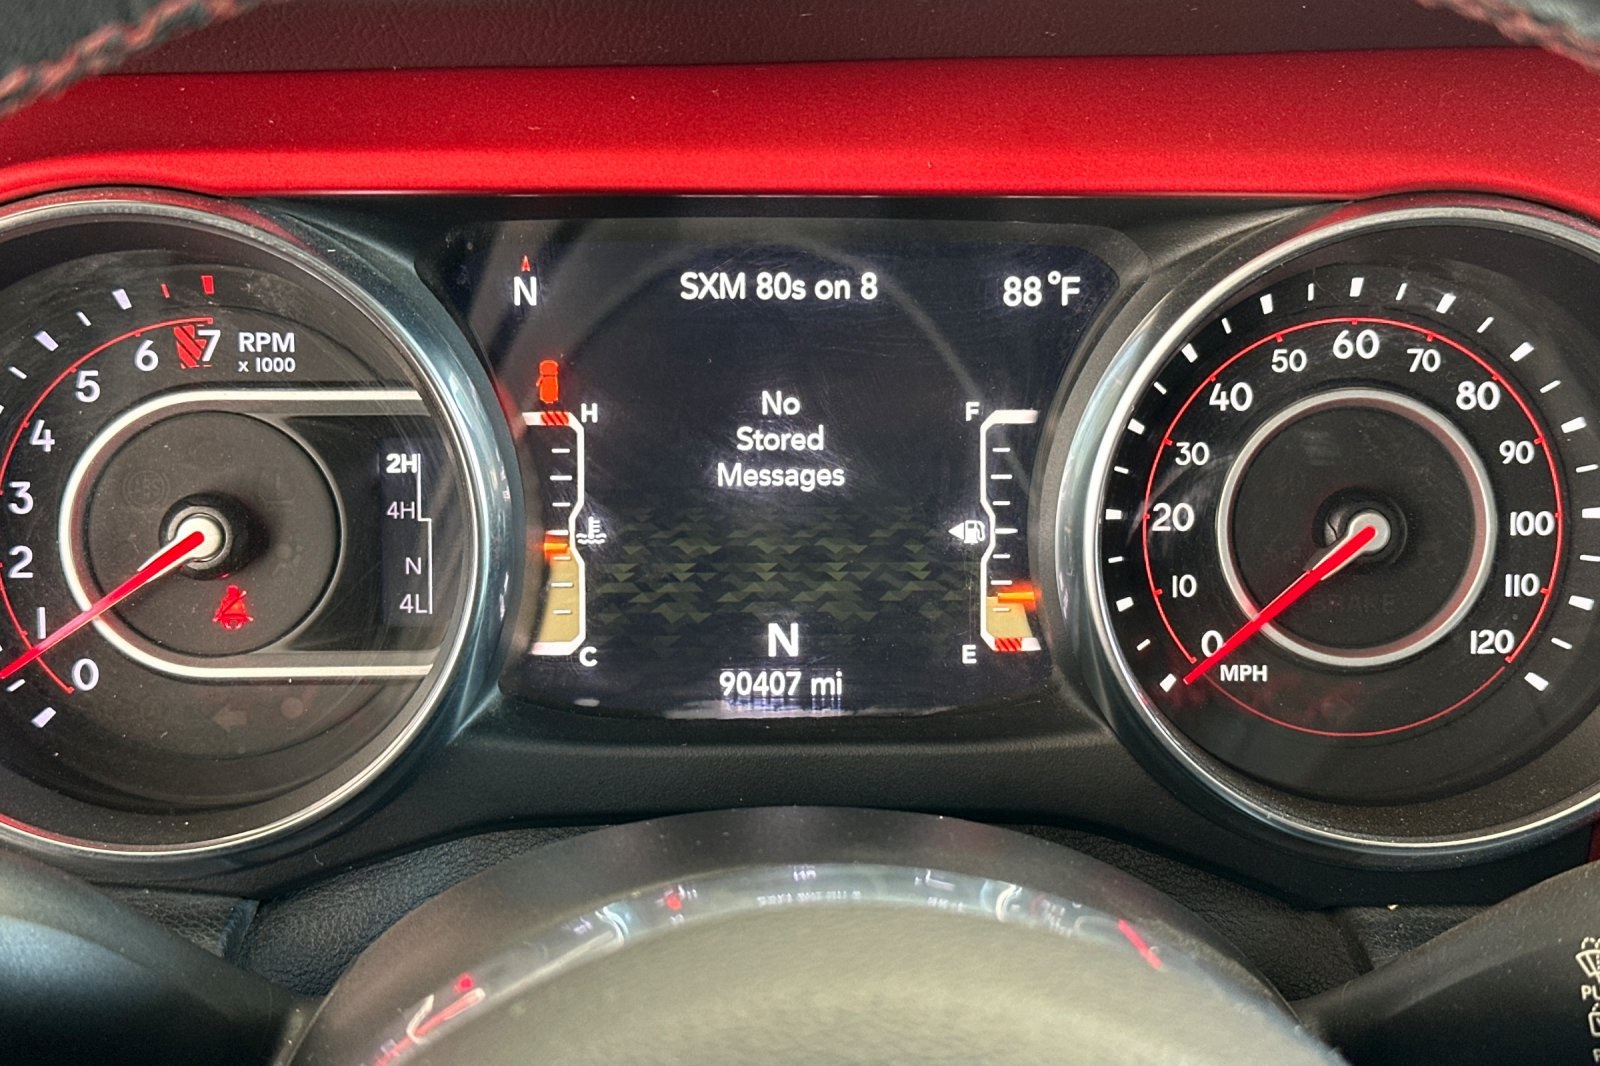 N
SXM 80s on 8
88°F
No
Stored
Messages
H
C
F
E
N
90407 mi
RPM
x 1000
0
1
2
3
4
5
6
7
2H
4H
N
4L
0
10
20
30
40
50
60
70
80
90
100
110
120
MPH
BRAKE